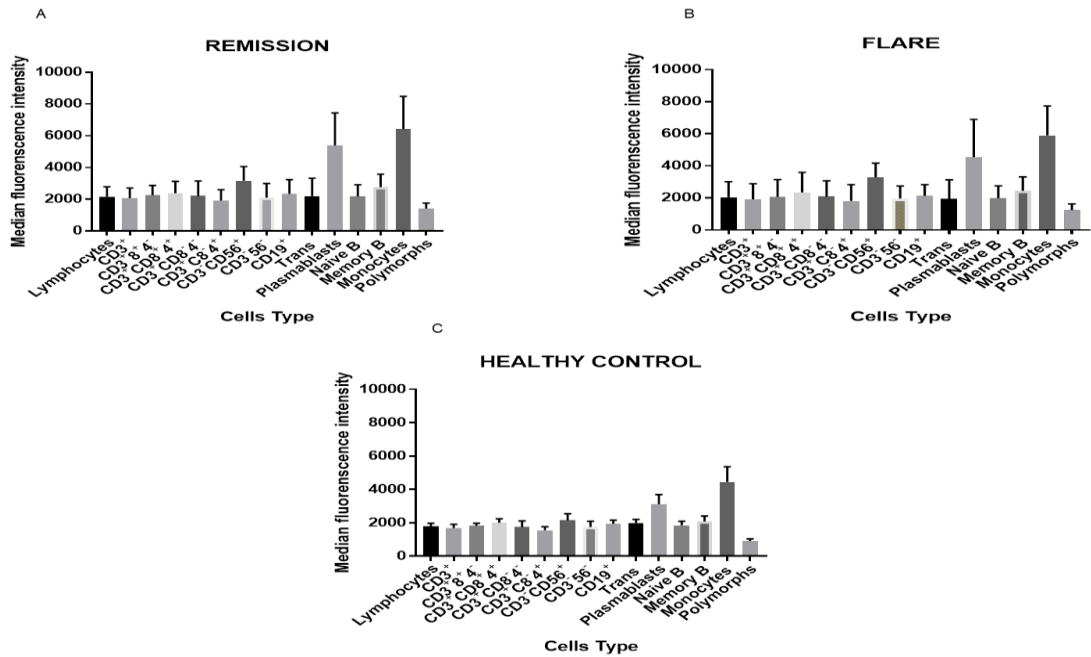 A
REMISSION
Median fluorenscence intensity
10000
8000
6000
4000
2000
0
Lymphocytes
CD3⁺
CD3⁺ 8⁺ 4⁻
CD3⁺ CD8⁺ 4⁺
CD3⁺ CD8⁻ 4⁻
CD3⁺ C8⁻ 4⁺
CD3⁻ CD56⁺
CD3⁻ 56⁻
CD19⁺
Trans
Plasmablasts
Naive B
Memory B
Monocytes
Polymorphs
Cells Type
B
FLARE
Median fluorenscence intensity
10000
8000
6000
4000
2000
0
Lymphocytes
CD3⁺
CD3⁺ 8⁺ 4⁻
CD3⁺ CD8⁺ 4⁺
CD3⁺ CD8⁻ 4⁻
CD3⁺ C8⁻ 4⁺
CD3⁻ CD56⁺
CD3⁻ 56⁻
CD19⁺
Trans
Plasmablasts
Naive B
Memory B
Monocytes
Polymorphs
Cells Type
C
HEALTHY CONTROL
Median fluorenscence intensity
10000
8000
6000
4000
2000
0
Lymphocytes
CD3⁺
CD3⁺ 8⁺ 4⁻
CD3⁺ CD8⁺ 4⁺
CD3⁺ CD8⁻ 4⁻
CD3⁺ C8⁻ 4⁺
CD3⁻ CD56⁺
CD3⁻ 56⁻
CD19⁺
Trans
Plasmablasts
Naive B
Memory B
Monocytes
Polymorphs
Cells Type